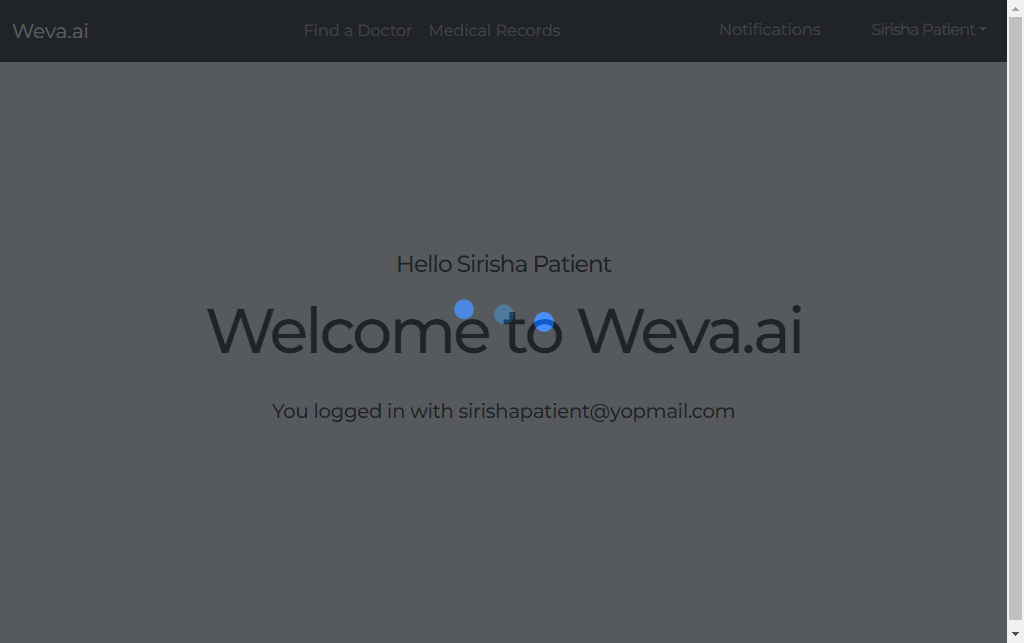 Weva.ai
Find a Doctor
Medical Records
Notifications
Sirisha Patient
Hello Sirisha Patient
Welcome to Weva.ai
You logged in with sirishapatient@yopmail.com